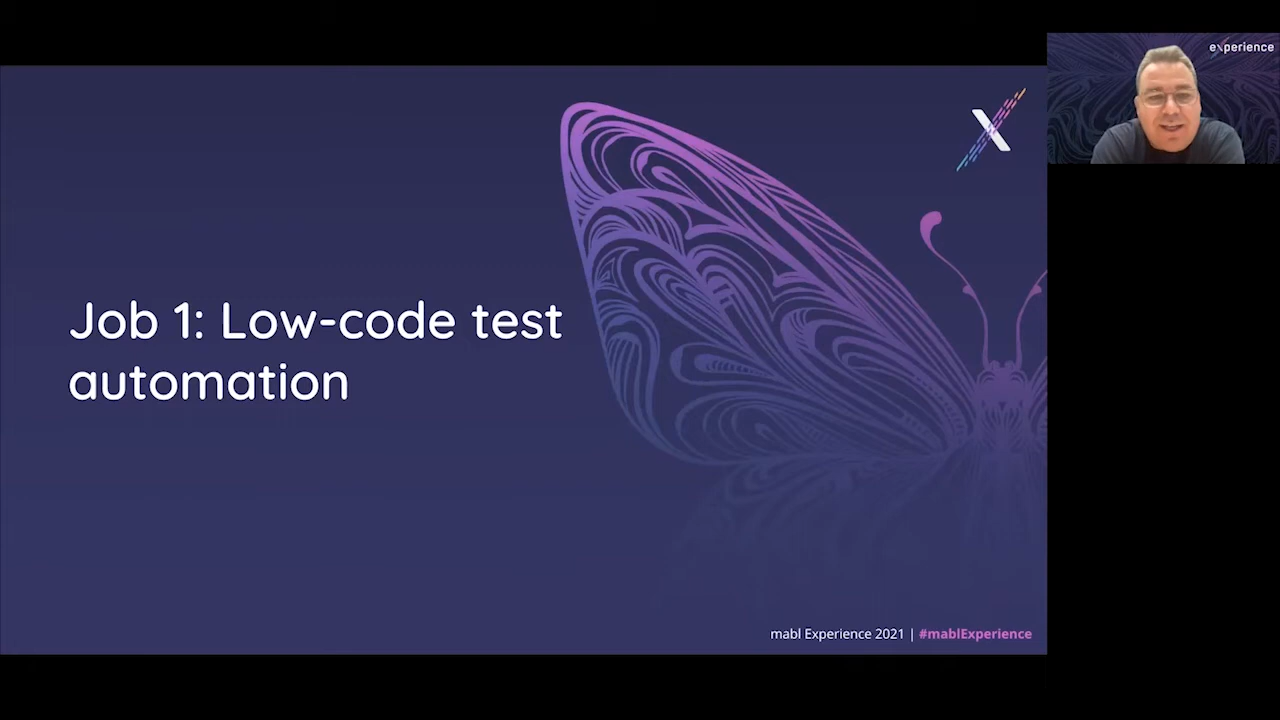 experience
Job 1: Low-code test
automation
mabl Experience 2021 | #mablExperience